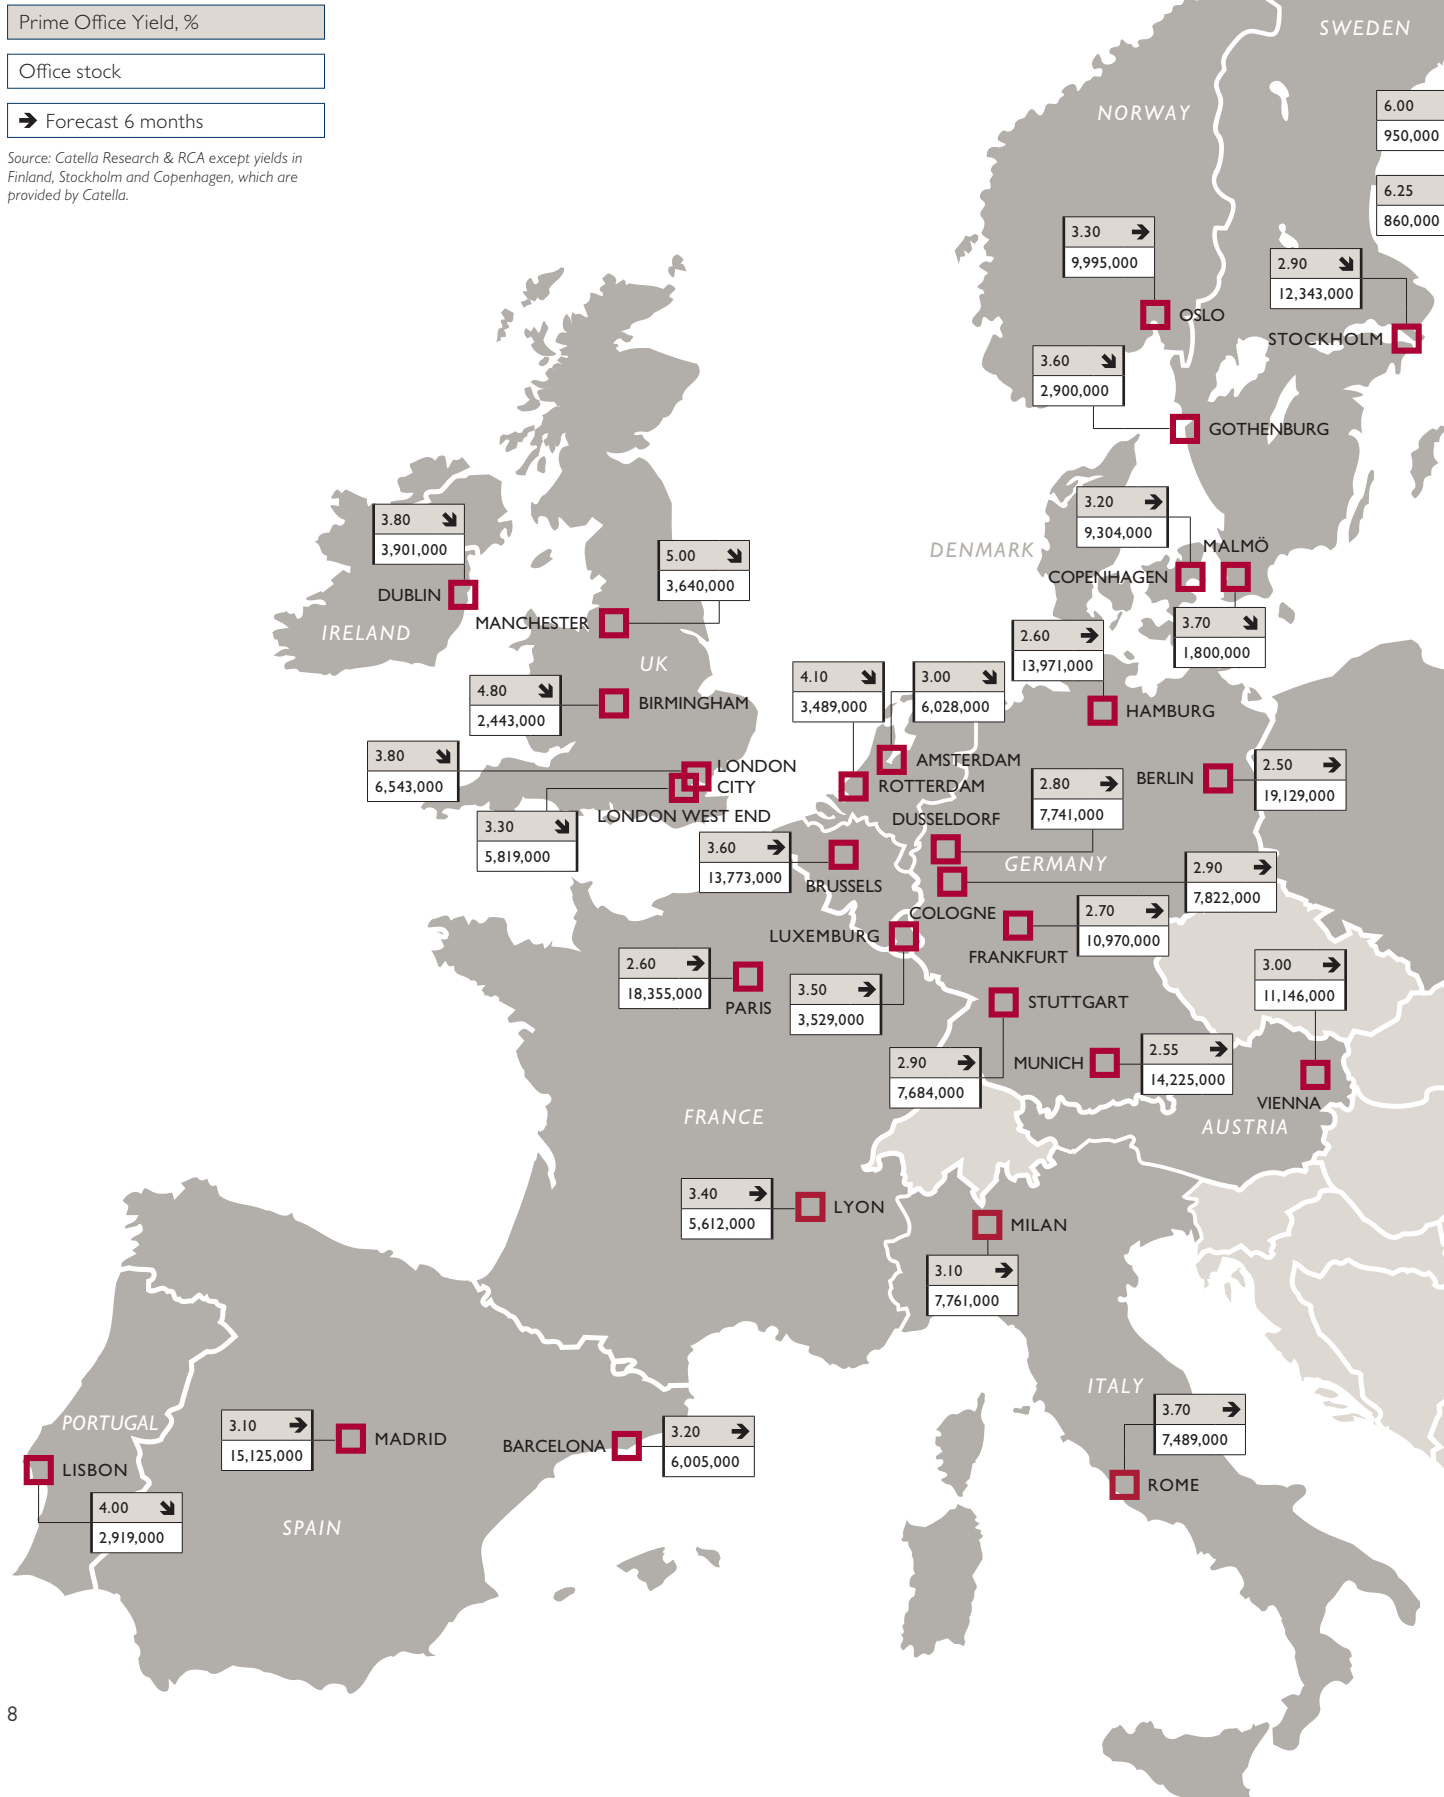 Prime Office Yield, %
Office stock
➔ Forecast 6 months
Source: Catella Research & RCA except yields in
Finland, Stockholm and Copenhagen, which are
provided by Catella.
SWEDEN
NORWAY
6.00
950,000
6.25
860,000
3.30 ➔
9,995,000
OSLO
2.90 ➘
12,343,000
STOCKHOLM
3.60 ➘
2,900,000
GOTHENBURG
3.20 ➔
9,304,000
DENMARK
COPENHAGEN
MALMÖ
3.70 ➘
1,800,000
3.80 ➘
3,901,000
DUBLIN
IRELAND
5.00 ➘
3,640,000
MANCHESTER
UK
4.80 ➘
2,443,000
BIRMINGHAM
3.80 ➘
6,543,000
LONDON
CITY
LONDON WEST END
3.30 ➘
5,819,000
4.10 ➘
3,489,000
3.00 ➘
6,028,000
AMSTERDAM
ROTTERDAM
2.60 ➔
13,971,000
HAMBURG
BERLIN
2.50 ➔
19,129,000
2.80 ➔
7,741,000
DUSSELDORF
GERMANY
3.60 ➔
13,773,000
BRUSSELS
2.90 ➔
7,822,000
COLOGNE
LUXEMBURG
3.50 ➔
3,529,000
2.70 ➔
10,970,000
FRANKFURT
2.60 ➔
18,355,000
PARIS
STUTTGART
2.90 ➔
7,684,000
MUNICH
2.55 ➔
14,225,000
3.00 ➔
11,146,000
VIENNA
AUSTRIA
FRANCE
3.40 ➔
5,612,000
LYON
MILAN
3.10 ➔
7,761,000
ITALY
3.70 ➔
7,489,000
ROME
PORTUGAL
LISBON
4.00 ➘
2,919,000
3.10 ➔
15,125,000
MADRID
SPAIN
BARCELONA
3.20 ➔
6,005,000
8